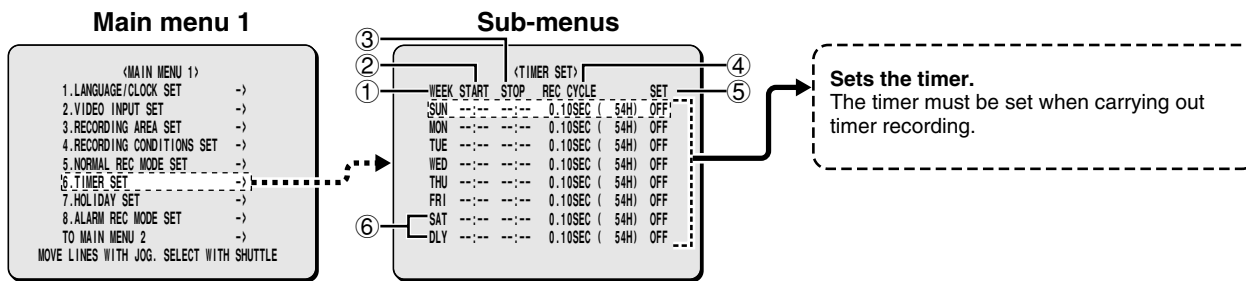 Main menu 1
<MAIN MENU 1>
1.LANGUAGE/CLOCK SET ->
2.VIDEO INPUT SET ->
3.RECORDING AREA SET ->
4.RECORDING CONDITIONS SET ->
5.NORMAL REC MODE SET ->
6.TIMER SET ->
7.HOLIDAY SET ->
8.ALARM REC MODE SET ->
TO MAIN MENU 2 ->
MOVE LINES WITH JOG. SELECT WITH SHUTTLE
Sub-menus
③
② ④
① ⑤
<TIMER SET>
WEEK START STOP REC CYCLE SET
SUN --:-- --:-- 0.10SEC ( 54H) OFF
MON --:-- --:-- 0.10SEC ( 54H) OFF
TUE --:-- --:-- 0.10SEC ( 54H) OFF
WED --:-- --:-- 0.10SEC ( 54H) OFF
THU --:-- --:-- 0.10SEC ( 54H) OFF
FRI --:-- --:-- 0.10SEC ( 54H) OFF
SAT --:-- --:-- 0.10SEC ( 54H) OFF
DLY --:-- --:-- 0.10SEC ( 54H) OFF
⑥
Sets the timer.
The timer must be set when carrying out
timer recording.